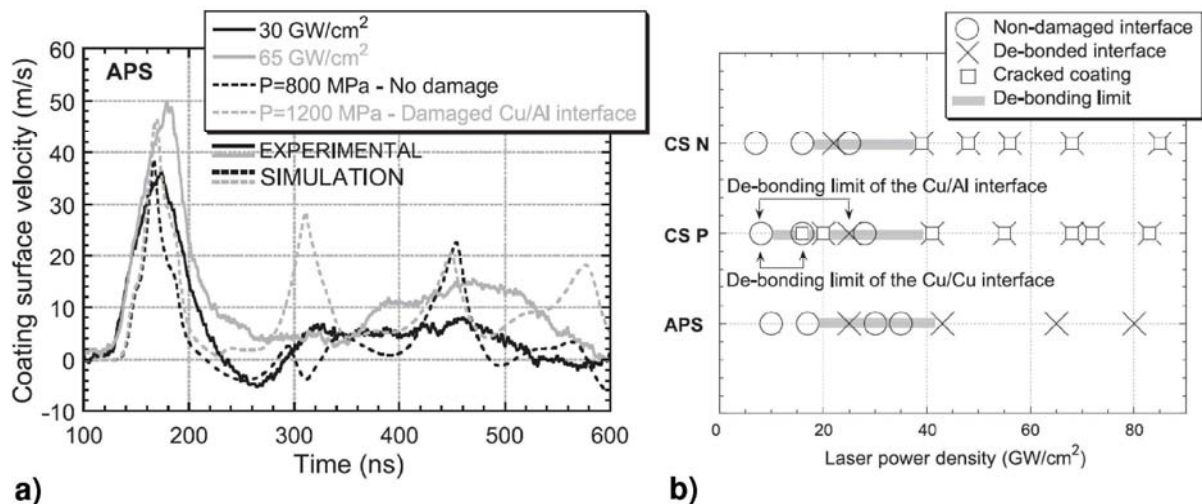 30 GW/cm²
65 GW/cm²
P=800 MPa - No damage
P=1200 MPa - Damaged Cu/Al interface
EXPERIMENTAL
SIMULATION
APS
Coating surface velocity (m/s)
60
50
40
30
20
10
0
-10
100 200 300 400 500 600
Time (ns)
a)
Non-damaged interface
De-bonded interface
Cracked coating
De-bonding limit
CS N
De-bonding limit of the Cu/Al interface
CS P
De-bonding limit of the Cu/Cu interface
APS
0 20 40 60 80
Laser power density (GW/cm²)
b)